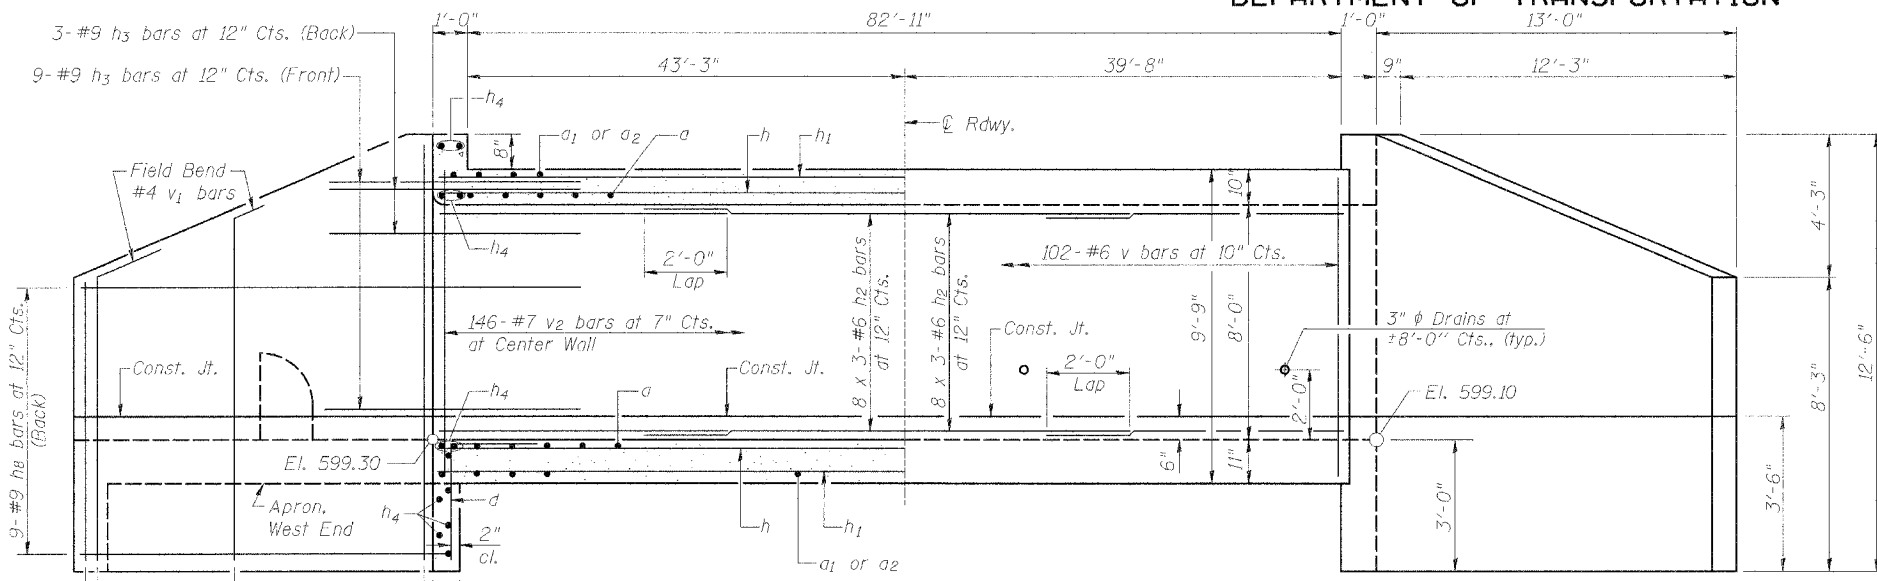 DEPARTMENT OF TRANSPORTATION
1'-0"
82'-11"
1'-0"
13'-0"
3- #9 h3 bars at 12" Cts. (Back)
9- #9 h3 bars at 12" Cts. (Front)
43'-3"
39'-8"
9"
12'-3"
h4
a1 or a2
a
h
h1
℄ Rdwy.
8"
10"
Field Bend
#4 v1 bars
h4
2'-0"
Lap
102- #6 v bars at 10" Cts.
4'-3"
8 x 3- #6 h2 bars
at 12" Cts.
8 x 3- #6 h2 bars
at 12" Cts.
9'-9"
8'-0"
146- #7 v2 bars at 7" Cts.
at Center Wall
Const. Jt.
3" ϕ Drains at
±8'-0" Cts., (typ.)
12'-6"
8'-3"
9- #9 h8 bars at 12" Cts.
(Back)
Const. Jt.
Const. Jt.
2'-0"
Lap
2'-0"
El. 599.10
h4
a
El. 599.30
6"
11"
3'-0"
3'-6"
Apron,
West End
h4
d
2"
cl.
h
h1
a1 or a2